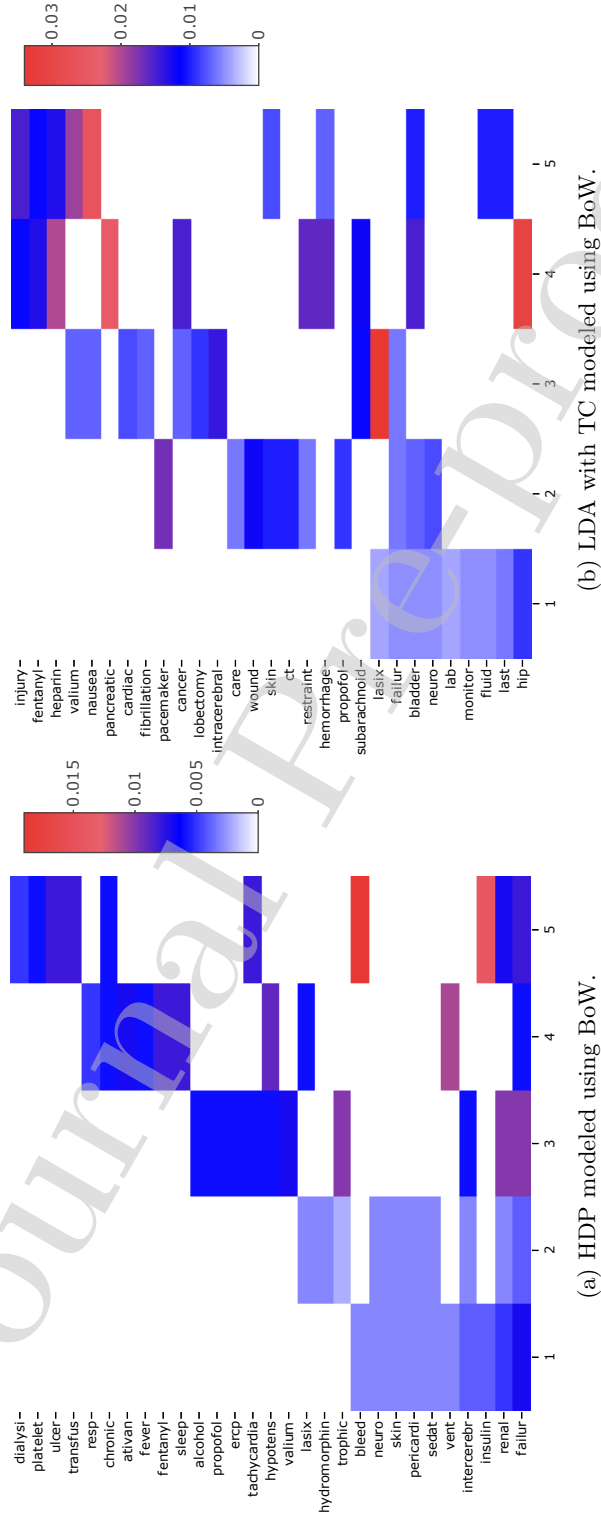 dialysi
platelet
ulcer
transfus
resp
chronic
ativan
fever
fentanyl
sleep
alcohol
propofol
ercp
tachycardia
hypotens
valium
lasix
hydromorphin
trophic
bleed
neuro
skin
pericardi
sedat
vent
intercerebr
insulin
renal
failur
1 2 3 4 5
0.015
0.01
0.005
0
(a) HDP modeled using BoW.
injury
fentanyl
heparin
valium
nausea
pancreatic
cardiac
fibrillation
pacemaker
cancer
lobectomy
intracerebral
care
wound
skin
ct
restraint
hemorrhage
propofol
subarachnoid
lasix
failur
bladder
neuro
lab
monitor
fluid
last
hip
1 2 3 4 5
0.03
0.02
0.01
0
(b) LDA with TC modeled using BoW.
ournal Pre-pro